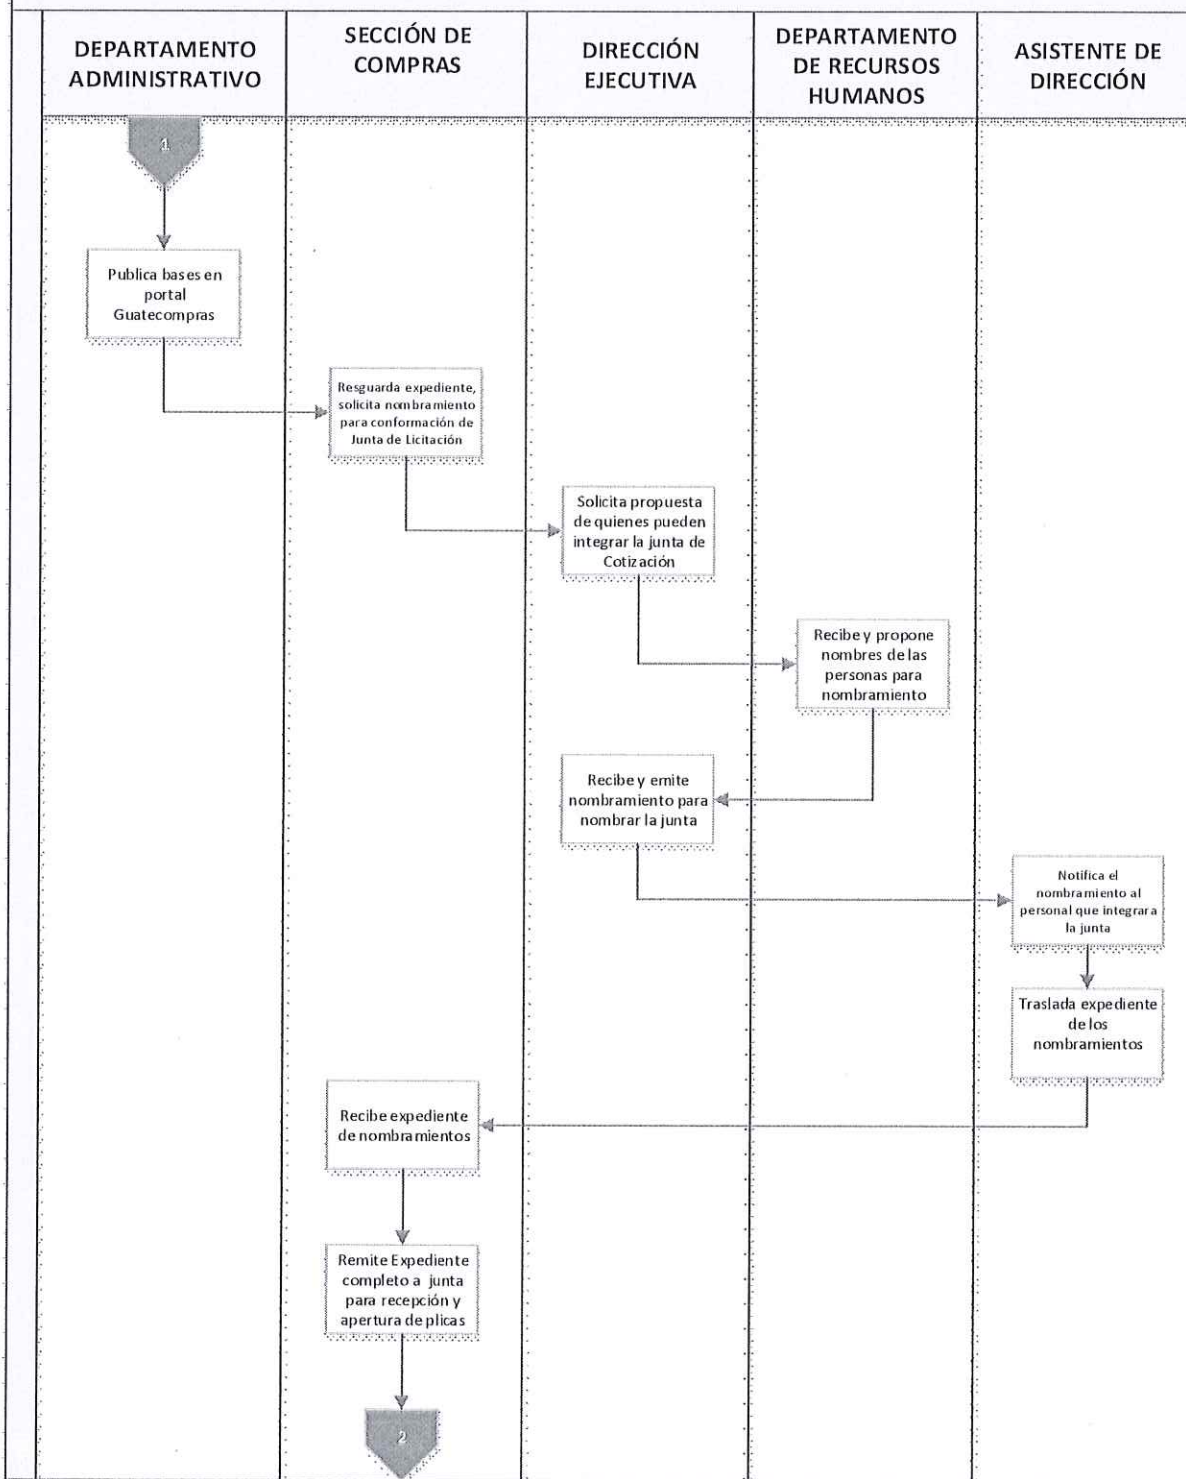 DEPARTAMENTO
ADMINISTRATIVO
SECCIÓN DE
COMPRAS
DIRECCIÓN
EJECUTIVA
DEPARTAMENTO
DE RECURSOS
HUMANOS
ASISTENTE DE
DIRECCIÓN
1
Publica bases en
portal
Guatecompras
Resguarda expediente,
solicita nombramiento
para conformación de
Junta de Licitación
Solicita propuesta
de quienes pueden
integrar la junta de
Cotización
Recibe y propone
nombres de las
personas para
nombramiento
Recibe y emite
nombramiento para
nombrar la junta
Notifica el
nombramiento al
personal que integrara
la junta
Traslada expediente
de los
nombramientos
Recibe expediente
de nombramientos
Remite Expediente
completo a junta
para recepción y
apertura de plicas
2